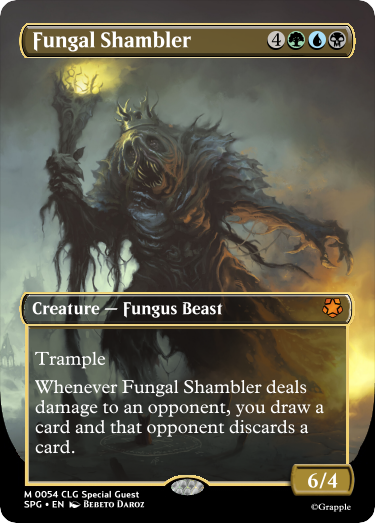 Fungal Shambler 4
Creature — Fungus Beast
Trample
Whenever Fungal Shambler deals
damage to an opponent, you draw a
card and that opponent discards a
card.
6/4
M 0054 CLG Special Guest
SPG • EN Bebeto Daroz
©Grapple